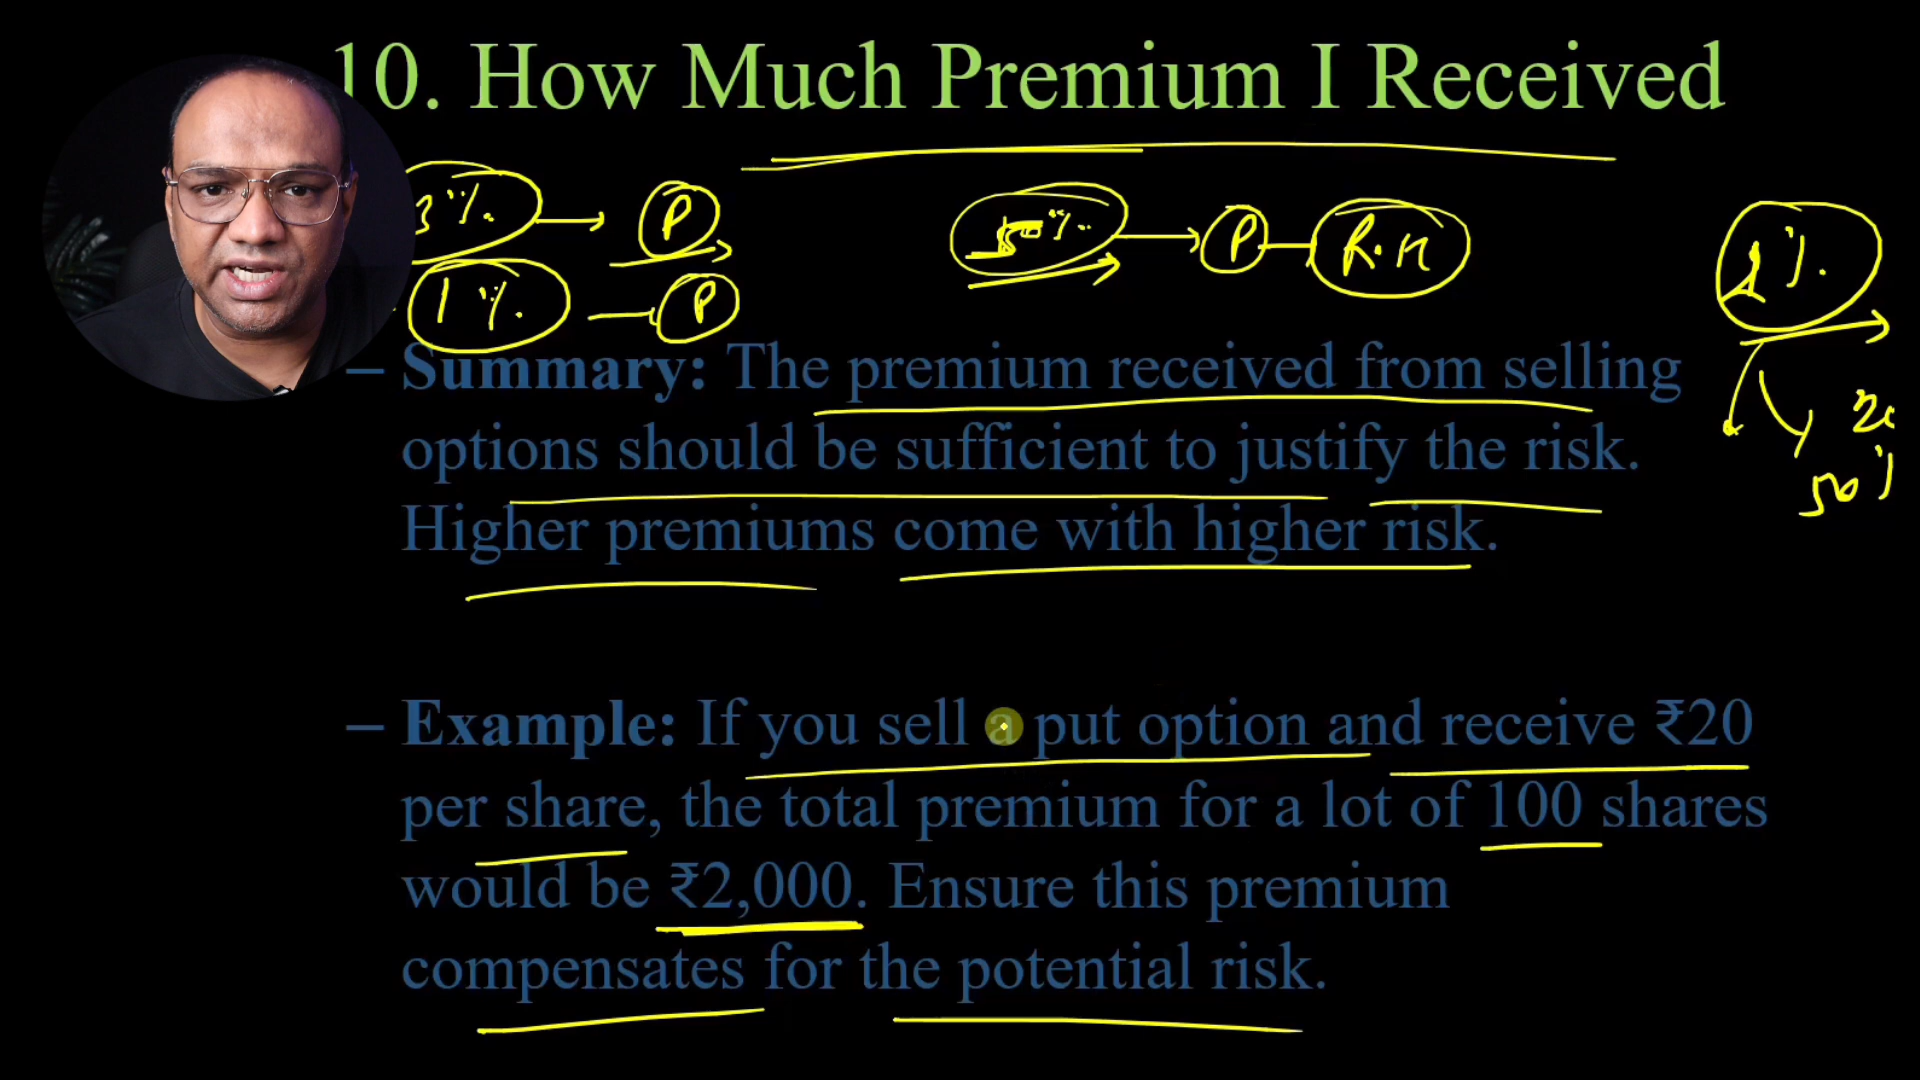 10. How Much Premium I Received
3%. P 50%. P R.M 1%.
1%. P
– Summary: The premium received from selling
options should be sufficient to justify the risk.
50%
Higher premiums come with higher risk.
– Example: If you sell a put option and receive ₹20
per share, the total premium for a lot of 100 shares
would be ₹2,000. Ensure this premium
compensates for the potential risk.